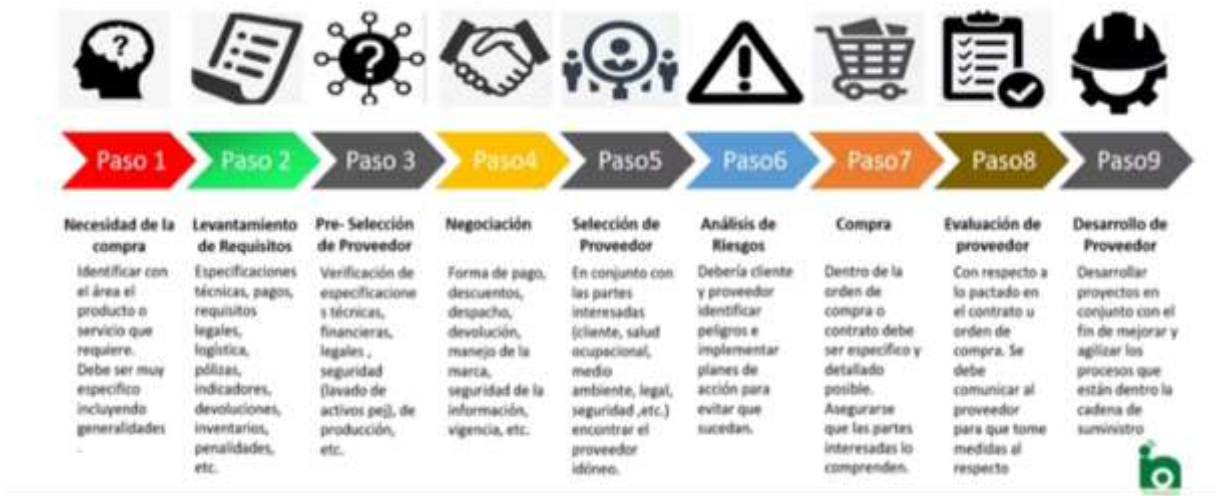 Paso 1
Paso 2
Paso 3
Paso4
Paso5
Paso6
Paso7
Paso8
Paso9
Necesidad de la
compra
Identificar con
el área el
producto o
servicio que
requiere.
Debe ser muy
especifico
incluyendo
generalidades
.
Levantamiento
de Requisitos
Especificaciones
técnicas, pagos,
requisitos
legales,
logística,
pólizas,
indicadores,
devoluciones,
inventarios,
penalidades,
etc.
Pre- Selección
de Proveedor
Verificación de
especificacione
s técnicas,
financieras,
legales ,
seguridad
(lavado de
activos pej), de
producción,
etc.
Negociación
Forma de pago,
descuentos,
despacho,
devolución,
manejo de la
marca,
seguridad de la
información,
vigencia, etc.
Selección de
Proveedor
En conjunto con
las partes
interesadas
(cliente, salud
ocupacional,
medio
ambiente, legal,
seguridad ,etc.)
encontrar el
proveedor
idóneo.
Análisis de
Riesgos
Debería cliente
y proveedor
identificar
peligros e
implementar
planes de
acción para
evitar que
sucedan.
Compra
Dentro de la
orden de
compra o
contrato debe
ser especifico y
detallado
posible.
Asegurarse
que las partes
interesadas lo
comprenden.
Evaluación de
proveedor
Con respecto a
lo pactado en
el contrato u
orden de
compra. Se
debe
comunicar al
proveedor
para que tome
medidas al
respecto
Desarrollo de
Proveedor
Desarrollar
proyectos en
conjunto con el
fin de mejorar y
agilizar los
procesos que
están dentro la
cadena de
suministro